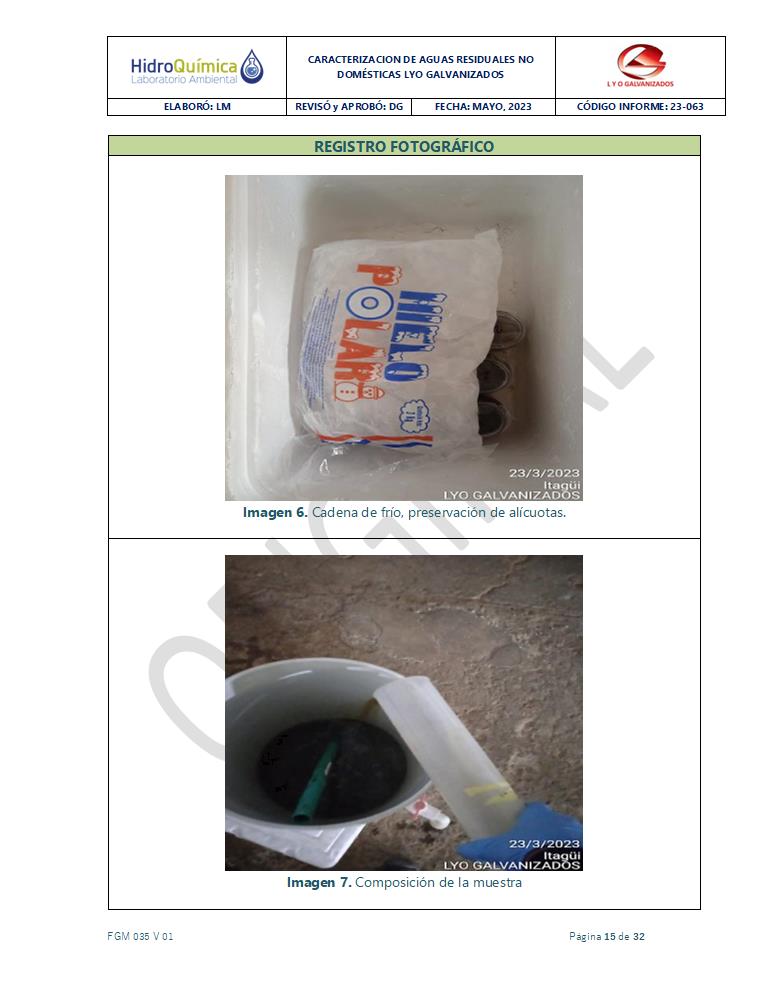 HidroQuímica
Laboratorio Ambiental
CARACTERIZACION DE AGUAS RESIDUALES NO
DOMÉSTICAS LYO GALVANIZADOS
L Y O GALVANIZADOS
ELABORÓ: LM
REVISÓ y APROBÓ: DG
FECHA: MAYO, 2023
CÓDIGO INFORME: 23-063
REGISTRO FOTOGRÁFICO
HIELO
POLAR
23/3/2023
Itagüi
LYO GALVANIZADOS
Imagen 6. Cadena de frío, preservación de alícuotas.
ORIGINAL
23/3/2023
Itagüi
LYO GALVANIZADOS
Imagen 7. Composición de la muestra
FGM 035 V 01
Página 15 de 32